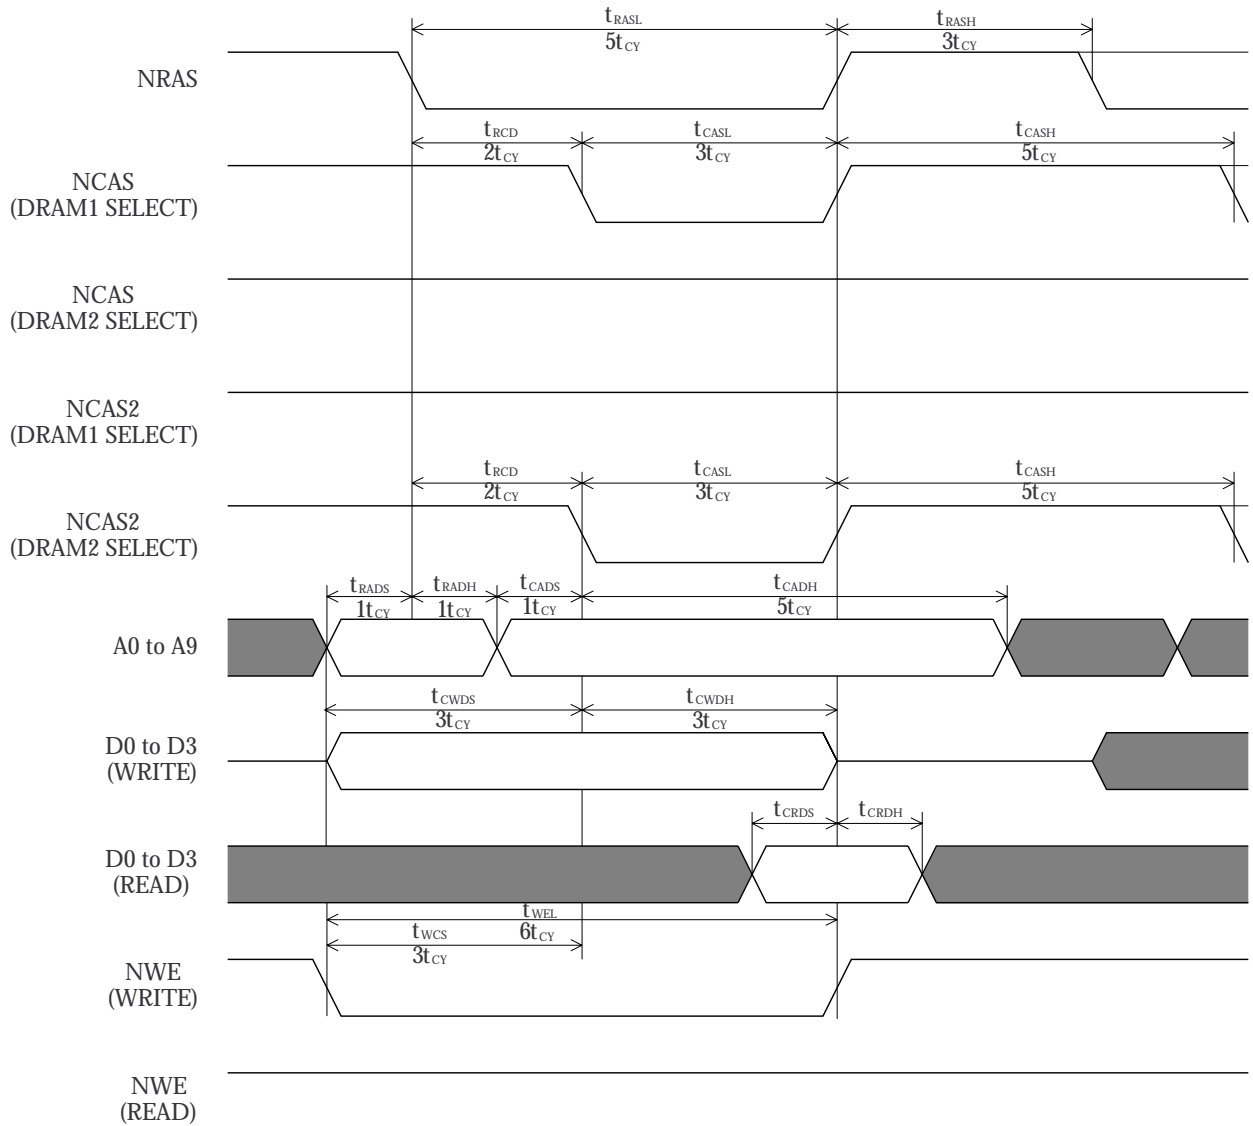 tRASL tRASH
5tCY 3tCY
NRAS
tRCD tCASL tCASH
2tCY 3tCY 5tCY
NCAS
(DRAM1 SELECT)
NCAS
(DRAM2 SELECT)
NCAS2
(DRAM1 SELECT)
tRCD tCASL tCASH
2tCY 3tCY 5tCY
NCAS2
(DRAM2 SELECT)
tRADS tRADH tCADS tCADH
1tCY 1tCY 1tCY 5tCY
A0 to A9
tCWDS tCWDH
3tCY 3tCY
D0 to D3
(WRITE)
tCRDS tCRDH
D0 to D3
(READ)
tWEL
tWCS 6tCY
3tCY
NWE
(WRITE)
NWE
(READ)